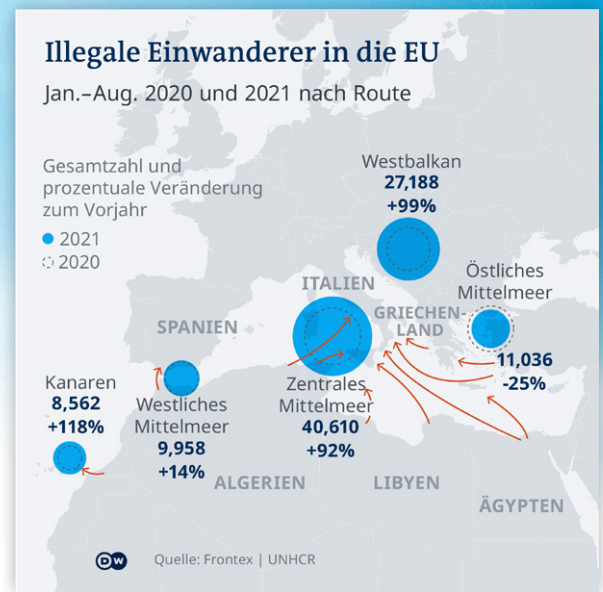 Illegale Einwanderer in die EU
Jan.–Aug. 2020 und 2021 nach Route
Gesamtzahl und
prozentuale Veränderung
zum Vorjahr
2021
2020
Westbalkan
27,188
+99%
Östliches
Mittelmeer
11,036
-25%
ITALIEN
GRIECHEN-
LAND
SPANIEN
Kanaren
8,562
+118%
Westliches
Mittelmeer
9,958
+14%
Zentrales
Mittelmeer
40,610
+92%
ALGERIEN
LIBYEN
ÄGYPTEN
DW
Quelle: Frontex | UNHCR